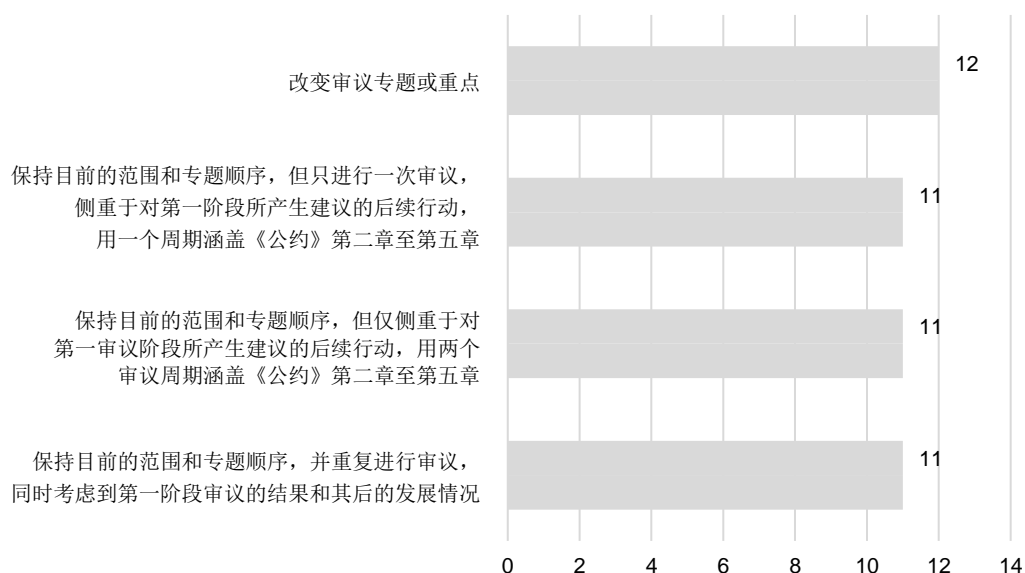 改变审议专题或重点
12
保持目前的范围和专题顺序，但只进行一次审议，
侧重于对第一阶段所产生建议的后续行动，
用一个周期涵盖《公约》第二章至第五章
11
保持目前的范围和专题顺序，但仅侧重于对
第一审议阶段所产生建议的后续行动，用两个
审议周期涵盖《公约》第二章至第五章
11
保持目前的范围和专题顺序，并重复进行审议，
同时考虑到第一阶段审议的结果和其后的发展情况
11
0 2 4 6 8 10 12 14